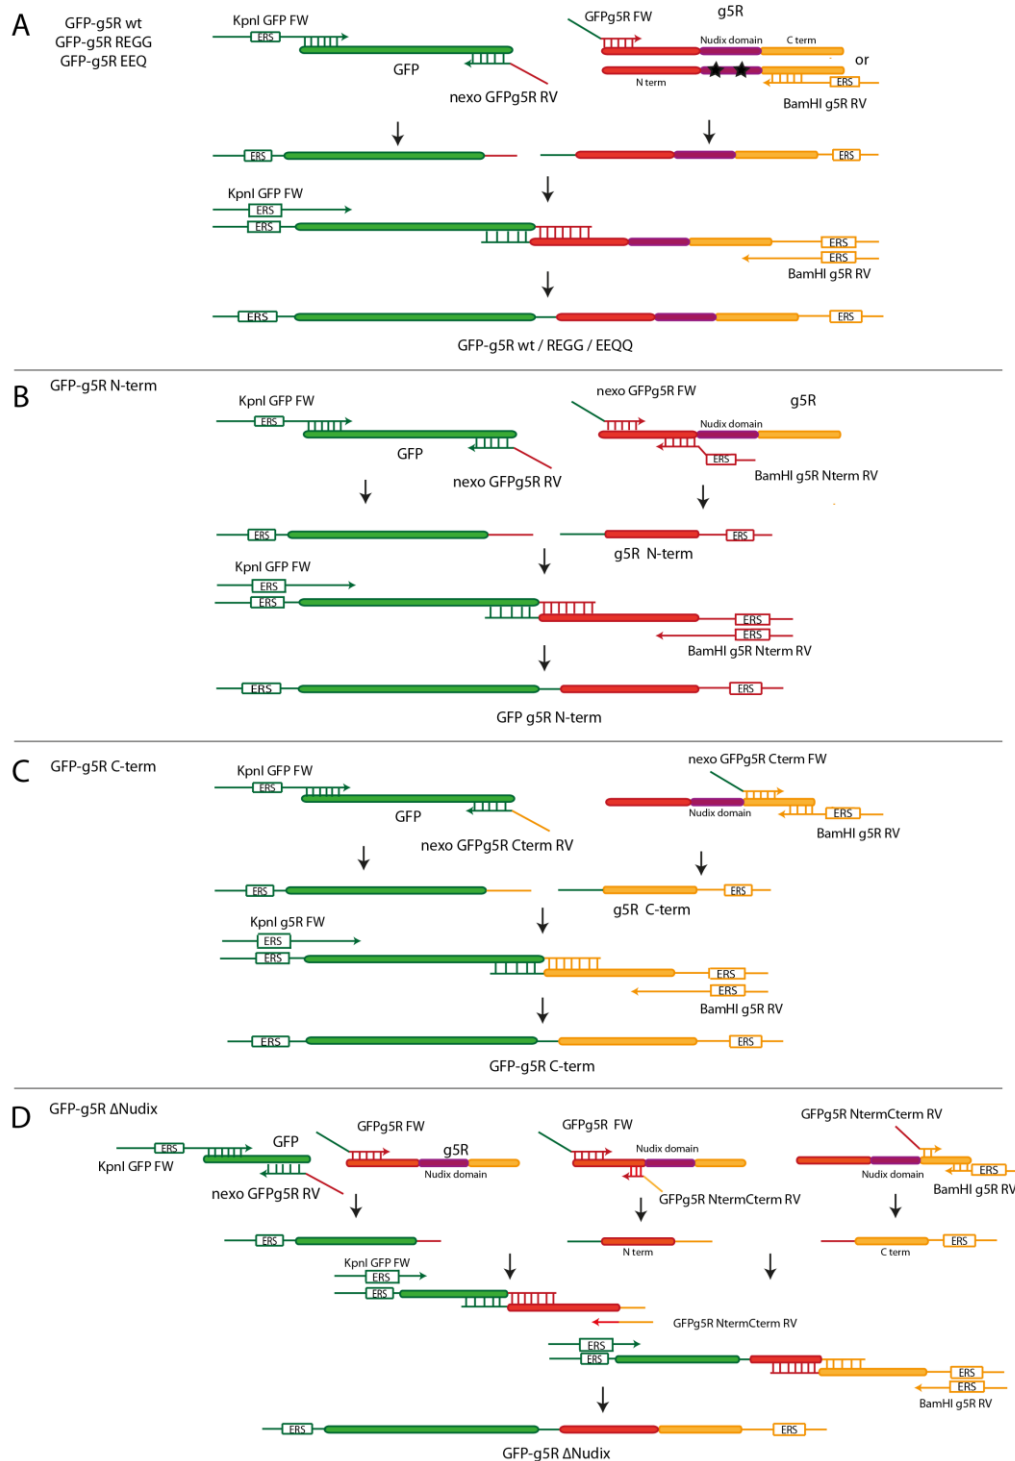 A
GFP-g5R wt
GFP-g5R REGG
GFP-g5R EEQ
KpnI GFP FW
ERS
GFP
nexo GFPg5R RV
GFPg5R FW
g5R
Nudix domain
C term
or
N term
ERS
BamHI g5R RV
ERS
ERS
KpnI GFP FW
ERS
ERS
ERS
ERS
BamHI g5R RV
ERS
ERS
GFP-g5R wt / REGG / EEQQ
B
GFP-g5R N-term
KpnI GFP FW
ERS
GFP
nexo GFPg5R RV
nexo GFPg5R FW
g5R
Nudix domain
ERS
BamHI g5R Nterm RV
ERS
ERS
g5R N-term
KpnI GFP FW
ERS
ERS
ERS
ERS
BamHI g5R Nterm RV
ERS
ERS
GFP g5R N-term
C
GFP-g5R C-term
KpnI GFP FW
ERS
GFP
nexo GFPg5R Cterm RV
nexo GFPg5R Cterm FW
Nudix domain
ERS
BamHI g5R RV
ERS
ERS
g5R C-term
KpnI g5R FW
ERS
ERS
ERS
ERS
BamHI g5R RV
ERS
ERS
GFP-g5R C-term
D
GFP-g5R ΔNudix
ERS
KpnI GFP FW
GFP
nexo GFPg5R RV
GFPg5R FW
g5R
Nudix domain
GFPg5R FW
Nudix domain
GFPg5R NtermCterm RV
GFPg5R NtermCterm RV
Nudix domain
ERS
BamHI g5R RV
ERS
N term
C term
ERS
KpnI GFP FW
ERS
ERS
GFPg5R NtermCterm RV
ERS
ERS
ERS
ERS
BamHI g5R RV
ERS
ERS
GFP-g5R ΔNudix